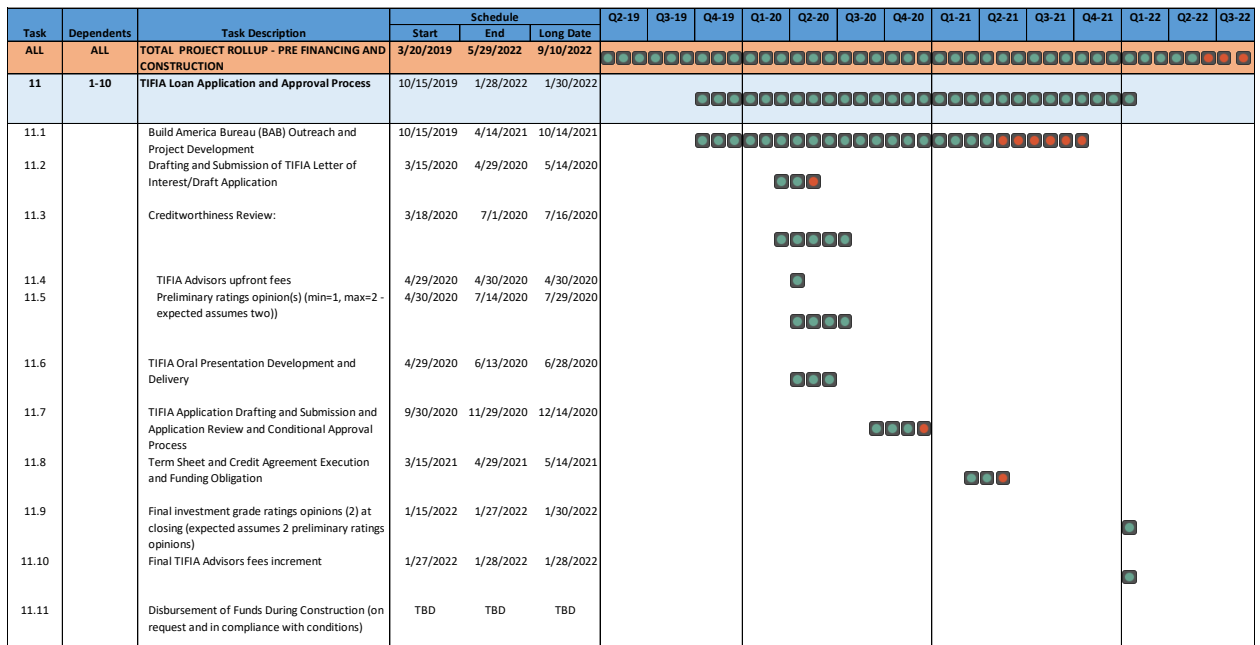 Schedule Q2-19 Q3-19 Q4-19 Q1-20 Q2-20 Q3-20 Q4-20 Q1-21 Q2-21 Q3-21 Q4-21 Q1-22 Q2-22 Q3-22
Task Dependents Task Description Start End Long Date
ALL ALL TOTAL PROJECT ROLLUP - PRE FINANCING AND 3/20/2019 5/29/2022 9/10/2022
CONSTRUCTION
11 1-10 TIFIA Loan Application and Approval Process 10/15/2019 1/28/2022 1/30/2022
11.1 Build America Bureau (BAB) Outreach and 10/15/2019 4/14/2021 10/14/2021
Project Development
11.2 Drafting and Submission of TIFIA Letter of 3/15/2020 4/29/2020 5/14/2020
Interest/Draft Application
11.3 Creditworthiness Review: 3/18/2020 7/1/2020 7/16/2020
11.4 TIFIA Advisors upfront fees 4/29/2020 4/30/2020 4/30/2020
11.5 Preliminary ratings opinion(s) (min=1, max=2 - 4/30/2020 7/14/2020 7/29/2020
expected assumes two))
11.6 TIFIA Oral Presentation Development and 4/29/2020 6/13/2020 6/28/2020
Delivery
11.7 TIFIA Application Drafting and Submission and 9/30/2020 11/29/2020 12/14/2020
Application Review and Conditional Approval
Process
11.8 Term Sheet and Credit Agreement Execution 3/15/2021 4/29/2021 5/14/2021
and Funding Obligation
11.9 Final investment grade ratings opinions (2) at 1/15/2022 1/27/2022 1/30/2022
closing (expected assumes 2 preliminary ratings
opinions)
11.10 Final TIFIA Advisors fees increment 1/27/2022 1/28/2022 1/28/2022
11.11 Disbursement of Funds During Construction (on TBD TBD TBD
request and in compliance with conditions)